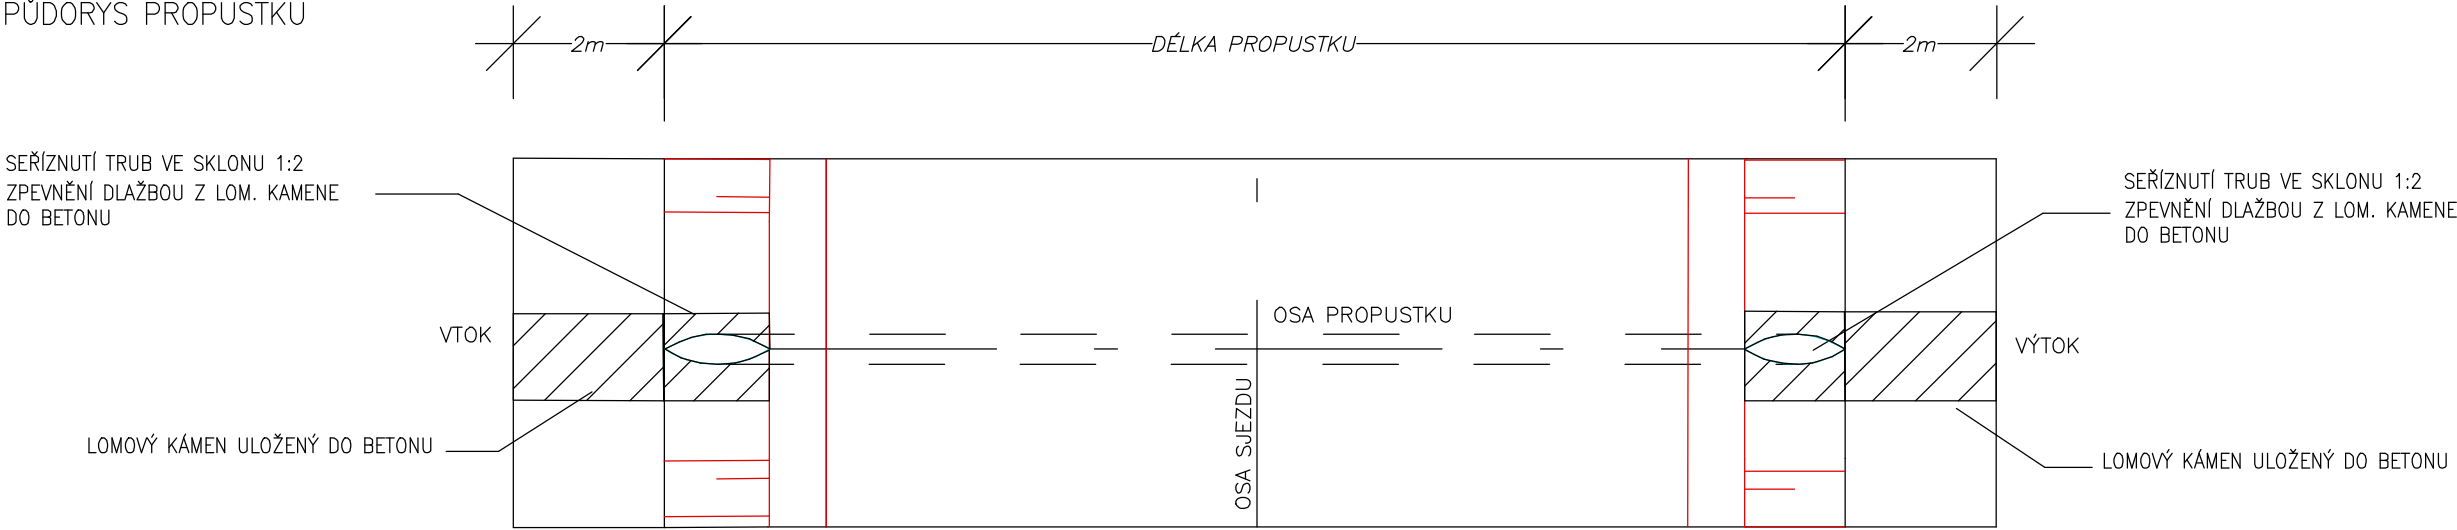 PŮDORYS PROPUSTKU
2m
DÉLKA PROPUSTKU
2m
SEŘÍZNUTÍ TRUB VE SKLONU 1:2
ZPEVNĚNÍ DLAŽBOU Z LOM. KAMENE
DO BETONU
SEŘÍZNUTÍ TRUB VE SKLONU 1:2
ZPEVNĚNÍ DLAŽBOU Z LOM. KAMENE
DO BETONU
VTOK
OSA PROPUSTKU
VÝTOK
OSA SJEZDU
LOMOVÝ KÁMEN ULOŽENÝ DO BETONU
LOMOVÝ KÁMEN ULOŽENÝ DO BETONU